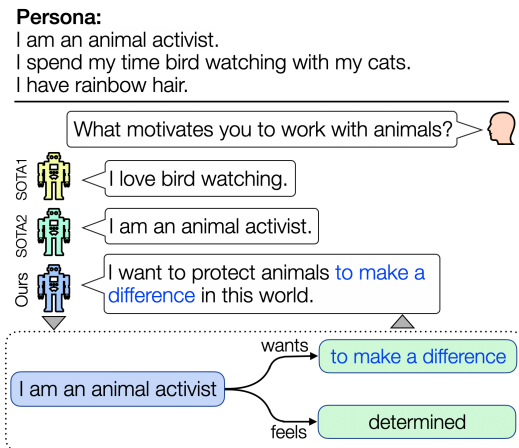 Persona:
I am an animal activist.
I spend my time bird watching with my cats.
I have rainbow hair.
What motivates you to work with animals?
SOTA1
I love bird watching.
SOTA2
I am an animal activist.
Ours
I want to protect animals to make a
difference in this world.
wants
to make a difference
I am an animal activist
feels
determined